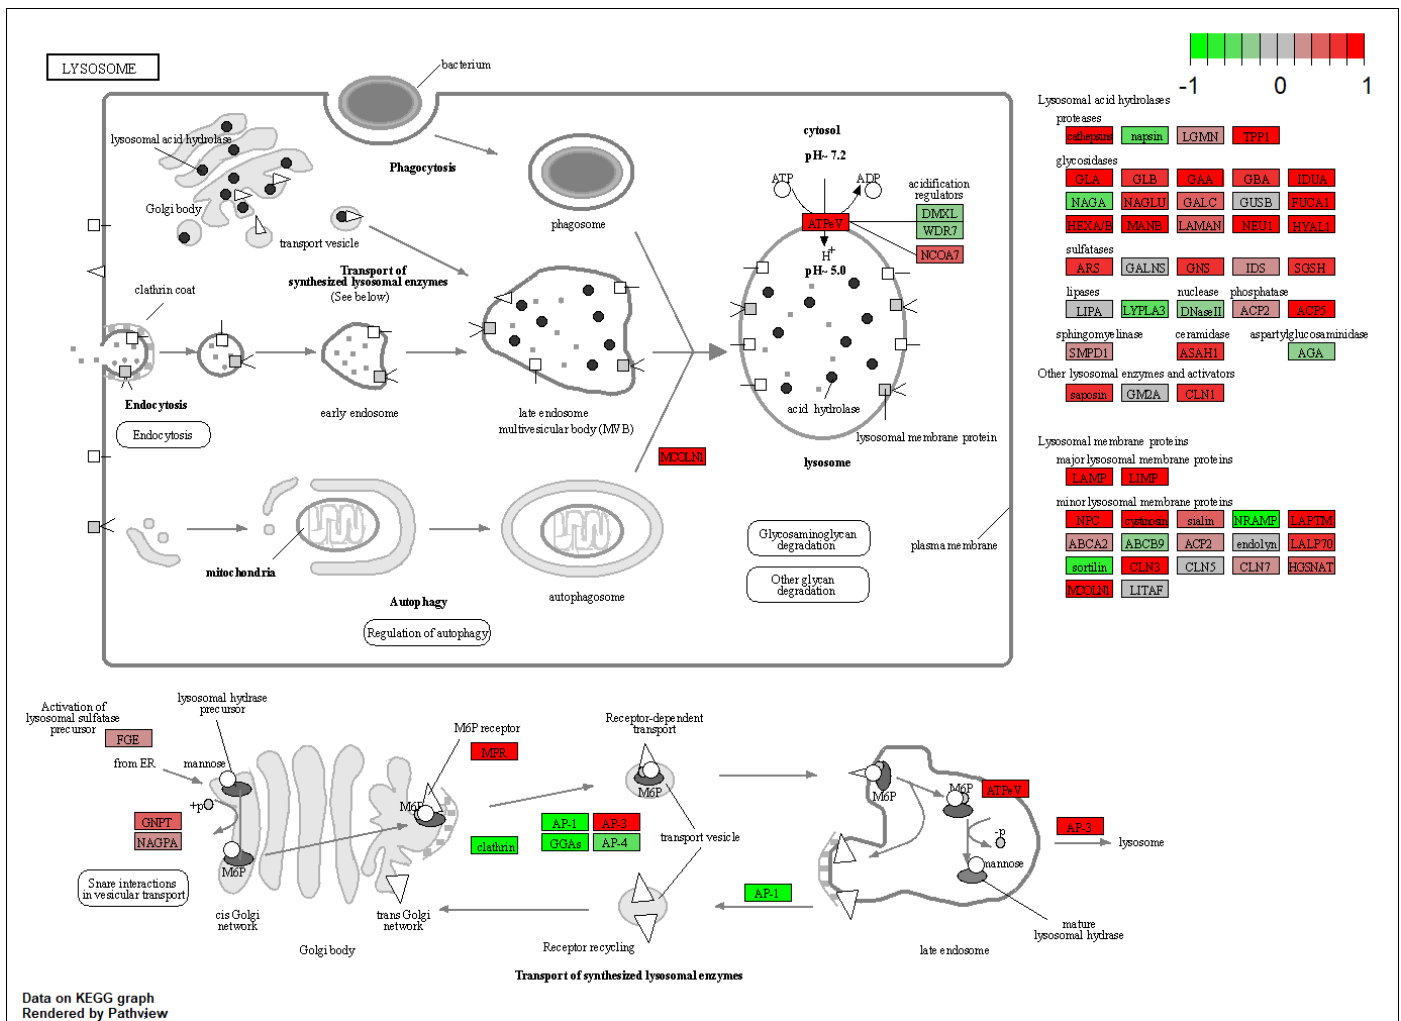 LYSOSOME
bacterium
lysosomal acid hydrolase
Phagocytosis
Golgi body
transport vesicle
phagosome
Transport of
synthesized lysosomal enzymes
(See below)
clathrin coat
cytosol
pH~ 7.2
ATP
ADP
ATPeV
H+
pH~ 5.0
acidification
regulators
DMXL
WDR7
NCOA7
Endocytosis
Endocytosis
early endosome
late endosome
multivesicular body (MVB)
acid hydrolase
lysosomal membrane protein
lysosome
MCOLN1
mitochondria
Autophagy
Regulation of autophagy
autophagosome
Glycosaminoglycan
degradation
Other glycan
degradation
plasma membrane
-1 0 1
Lysosomal acid hydrolases
proteases
cathepsins napsin LGMN TPP1
glycosidases
GLA GLB GAA GBA IDUA
NAGA NAGLU GALC GUSB FUCA1
HEXA/B MANB LAMAN NEU1 HYAL1
sulfatases
ARS GALNS GNS IDS SGSH
lipases nuclease phosphatase
LIPA LYPLA3 DNaseII ACP2 ACP5
sphingomyelinase ceramidase aspartylglucosaminidase
SMPD1 ASAH1 AGA
Other lysosomal enzymes and activators
saposin GM2A CLN1
Lysosomal membrane proteins
major lysosomal membrane proteins
LAMP LIMP
minor lysosomal membrane proteins
NPC cystinosin sialin NRAMP LAPTM
ABCA2 ABCB9 ACP2 endolyn LALP70
sortilin CLN3 CLN5 CLN7 HGSNAT
MCOLN1 LITAF
Activation of
lysosomal sulfatase
precursor
FGE
from ER
lysosomal hydrase
precursor
mannose
+p
GNPT
NAGPA
M6P
Snare interactions
in vesicular transport
cis Golgi
network
Golgi body
trans Golgi
network
M6P receptor
MPR
M6P
clathrin
AP-1 AP-3
GGAs AP-4
Receptor-dependent
transport
M6P
transport vesicle
Receptor recycling
AP-1
M6P
M6P
ATPeV
-p
mannose
AP-3
lysosome
mature
lysosomal hydrase
late endosome
Transport of synthesized lysosomal enzymes
Data on KEGG graph
Rendered by Pathview